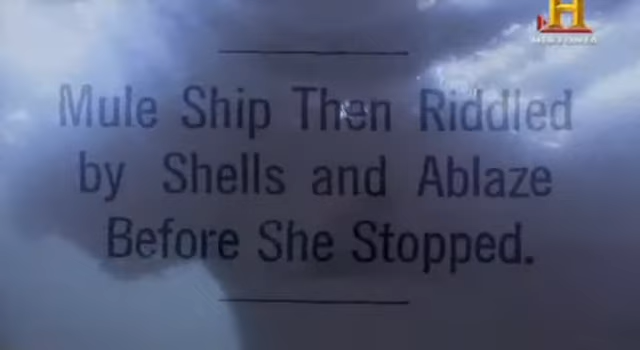 H
Mule Ship Then Riddled
by Shells and Ablaze
Before She Stopped.